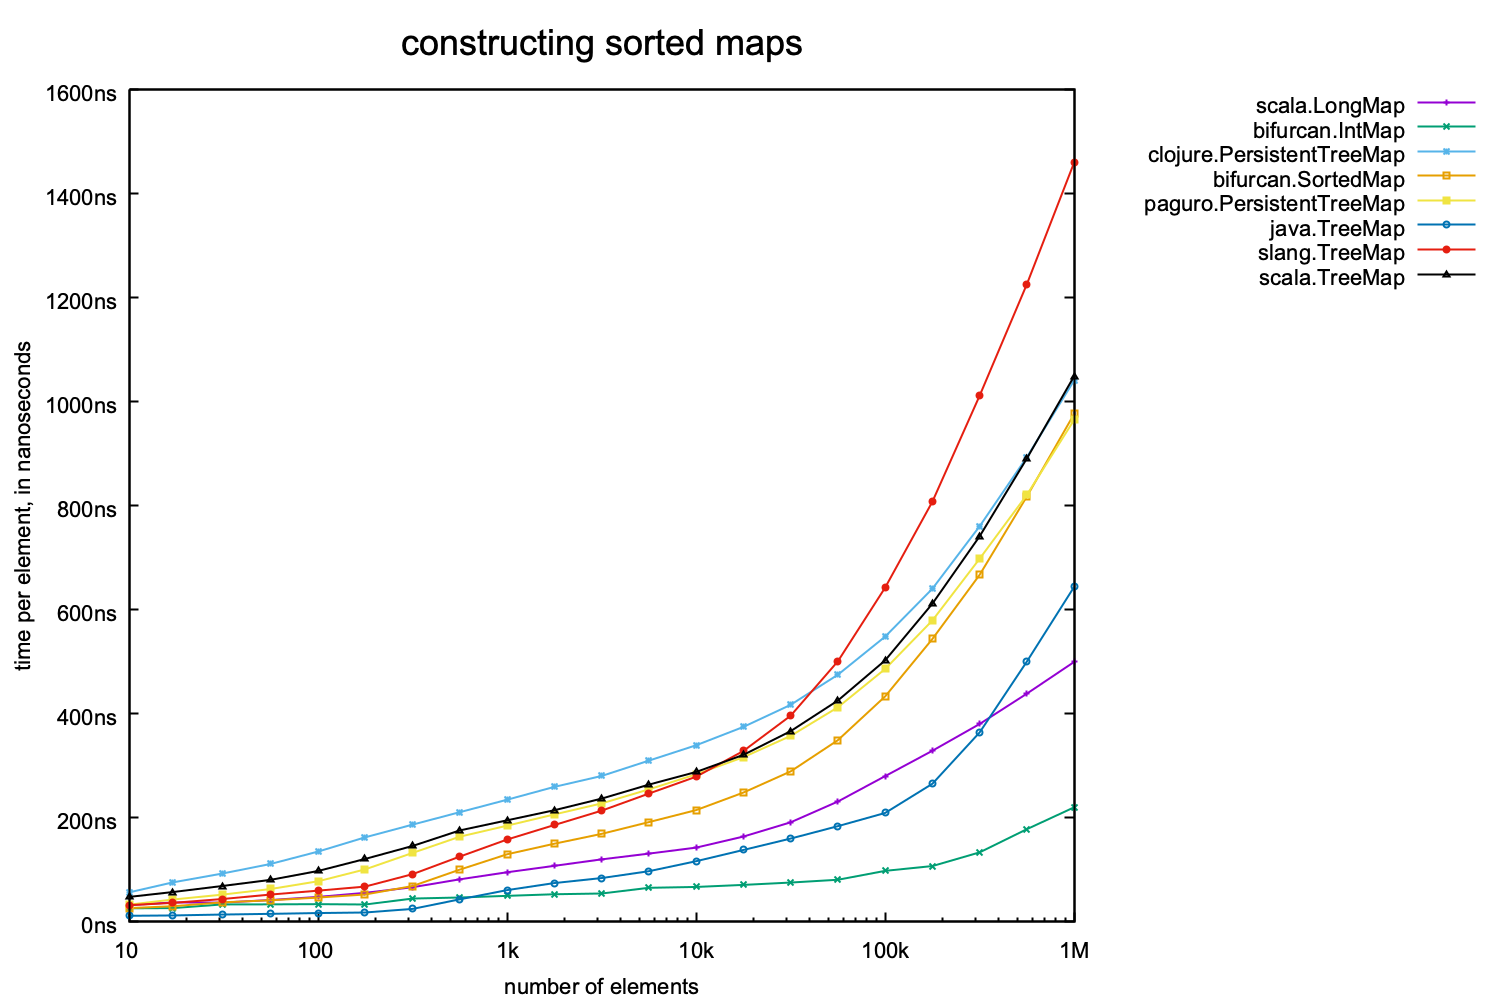 constructing sorted maps
1600ns
1400ns
1200ns
1000ns
800ns
600ns
400ns
200ns
0ns
time per element, in nanoseconds
10 100 1k 10k 100k 1M
number of elements
scala.LongMap
bifurcan.IntMap
clojure.PersistentTreeMap
bifurcan.SortedMap
paguro.PersistentTreeMap
java.TreeMap
slang.TreeMap
scala.TreeMap